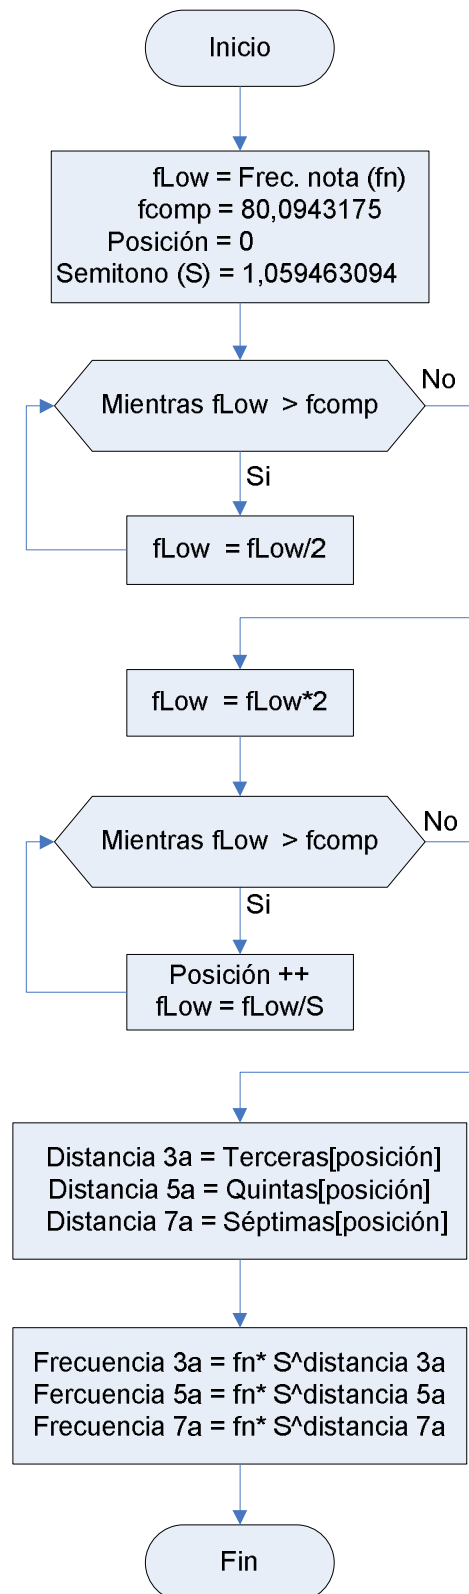 Inicio
fLow = Frec. nota (fn)
fcomp = 80,0943175
Posición = 0
Semitono (S) = 1,059463094
Mientras fLow > fcomp
No
Si
fLow = fLow/2
fLow = fLow*2
Mientras fLow > fcomp
No
Si
Posición ++
fLow = fLow/S
Distancia 3a = Terceras[posición]
Distancia 5a = Quintas[posición]
Distancia 7a = Séptimas[posición]
Frecuencia 3a = fn* S^distancia 3a
Fercuencia 5a = fn* S^distancia 5a
Frecuencia 7a = fn* S^distancia 7a
Fin